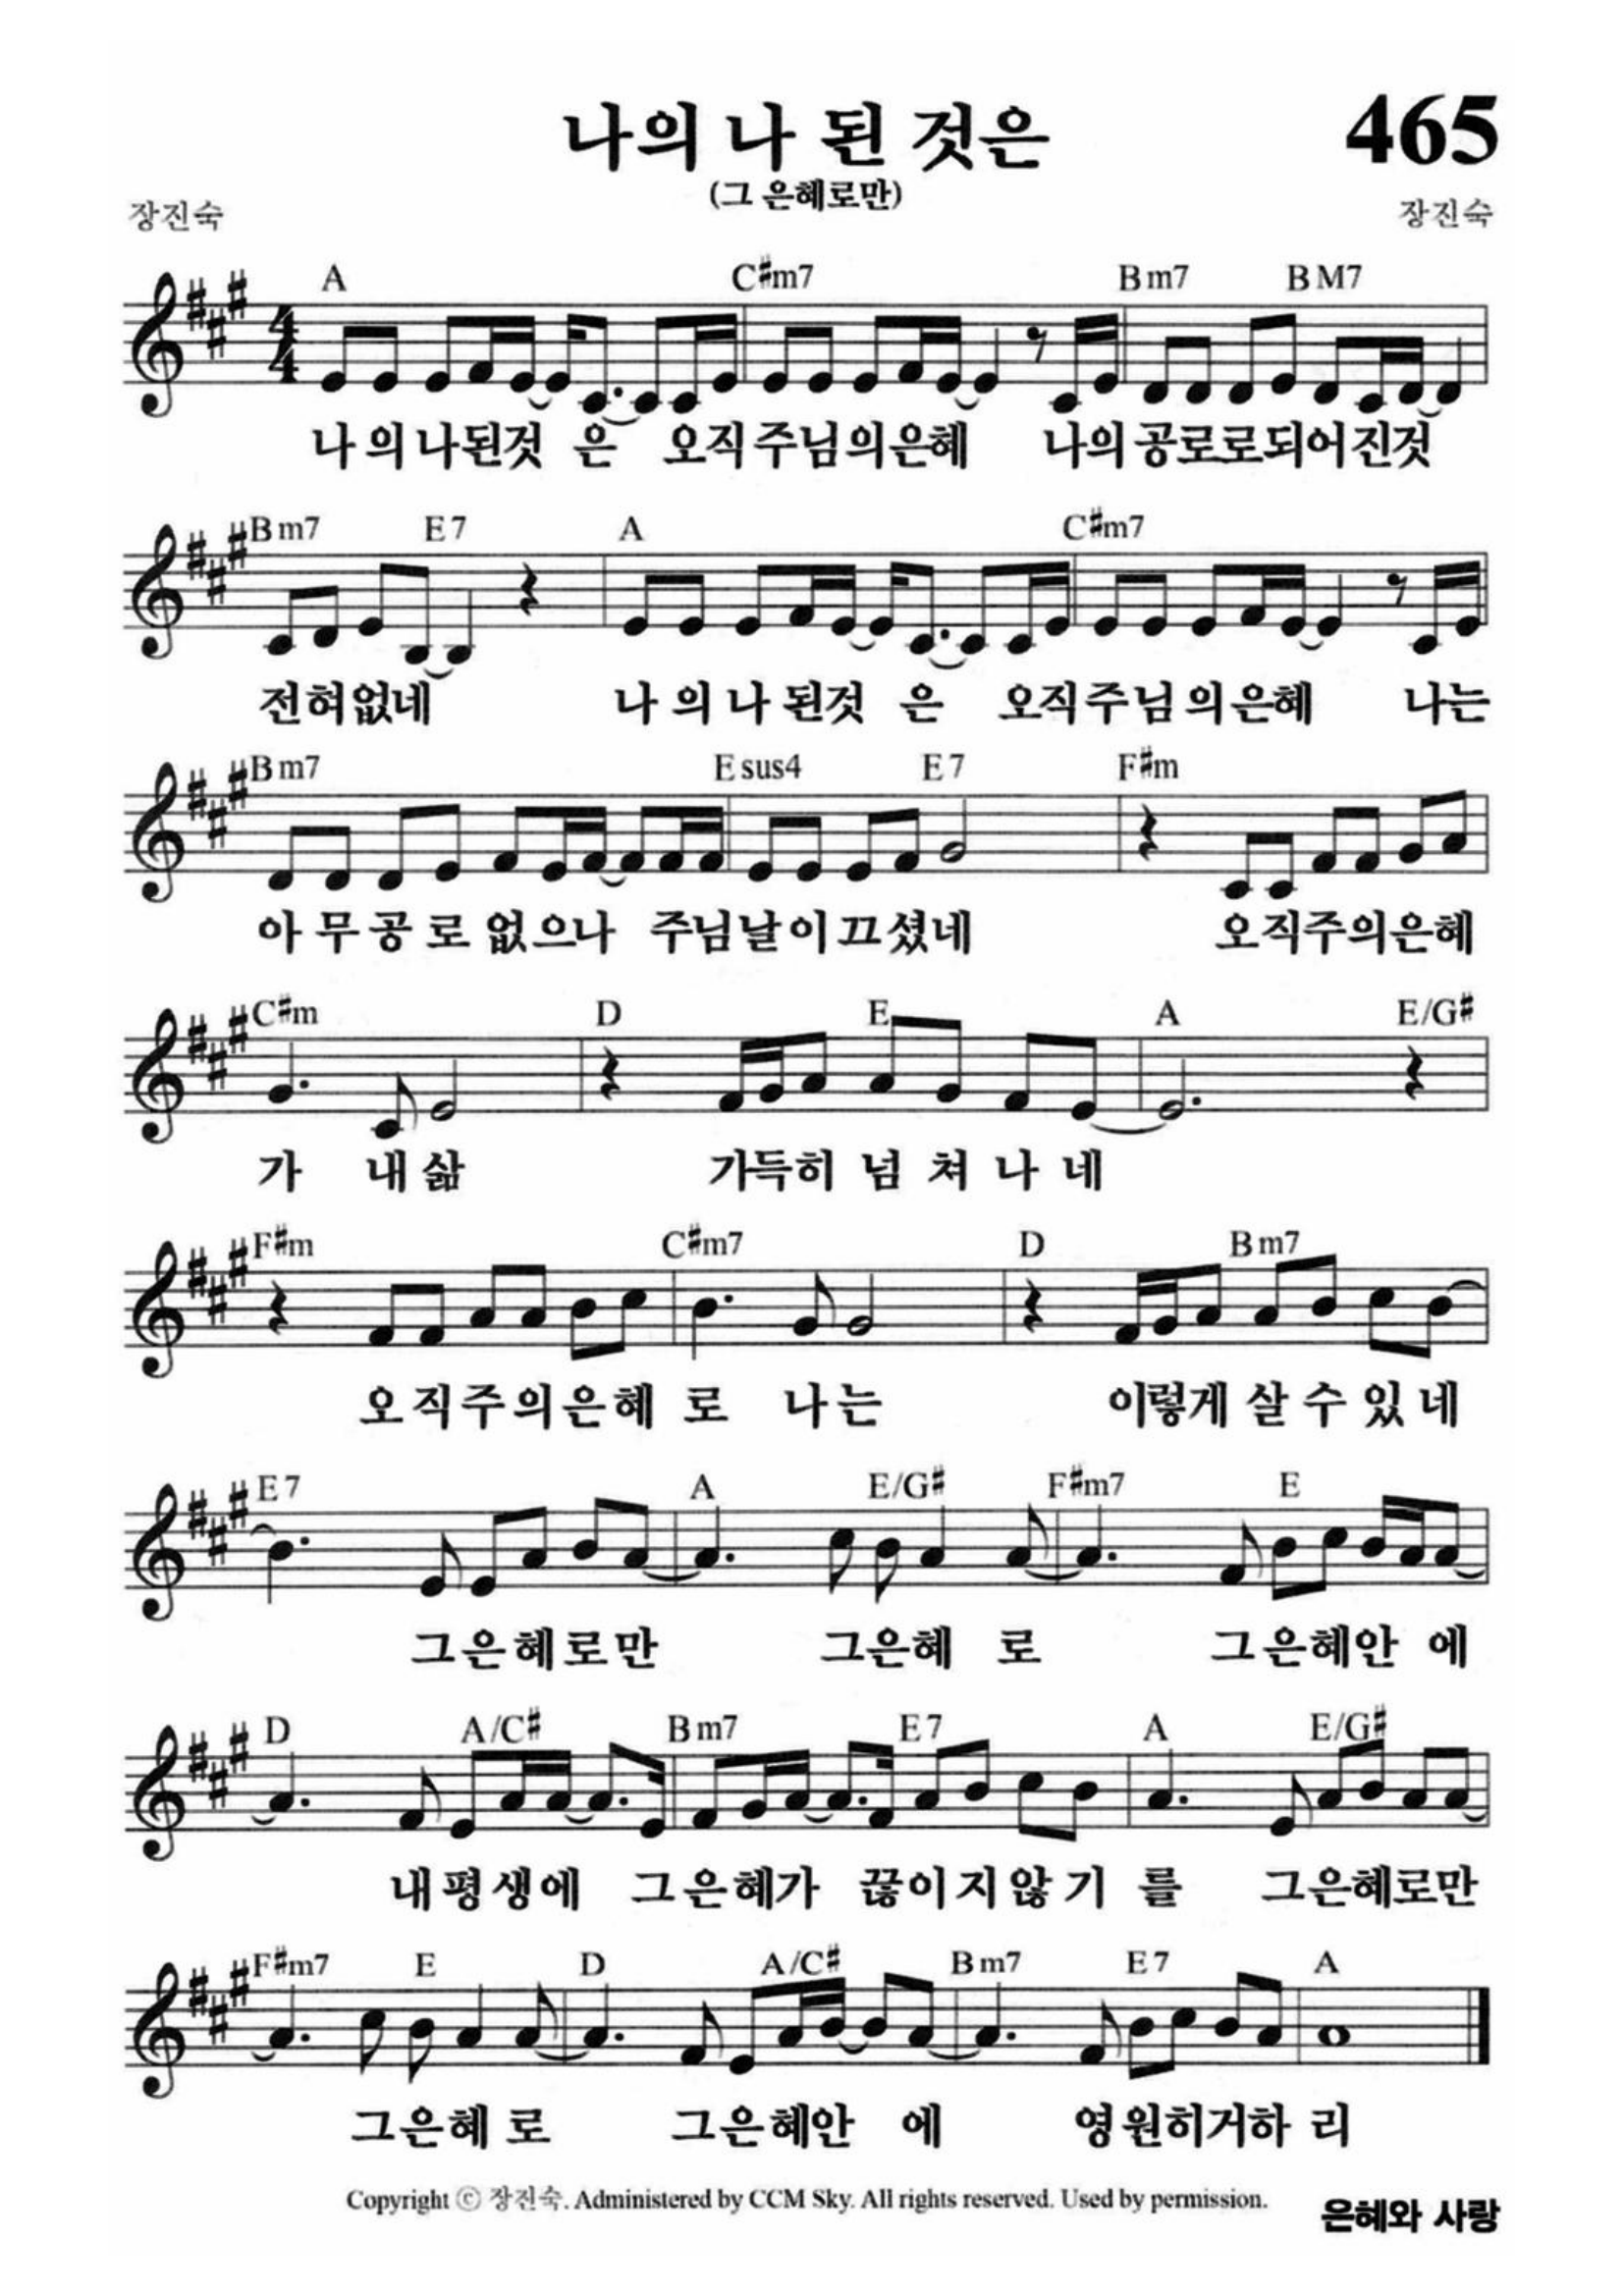 나의 나 된 것은
465
(그 은혜로만)
장진숙
장진숙
A C#m7 Bm7 BM7
나의나된것 은 오직주님의은혜 나의공로로되어진것
Bm7 E7 A C#m7
전혀없네 나의나된것 은 오직주님의은혜 나는
Bm7 Esus4 E7 F#m
아무공로없으나 주님날이끄셨네 오직주의은혜
C#m D E A E/G#
가 내삶 가득히넘쳐나네
F#m C#m7 D Bm7
오직주의은혜로 나는 이렇게살수있네
E7 A E/G# F#m7 E
그은혜로만 그은혜 로 그은혜안 에
D A/C# Bm7 E7 A E/G#
내평생에 그은혜가 끊이지않기 를 그은혜로만
F#m7 E D A/C# Bm7 E7 A
그은혜로 그은혜안 에 영원히거하 리
Copyright ⓒ 장진숙. Administered by CCM Sky. All rights reserved. Used by permission.
은혜와 사랑